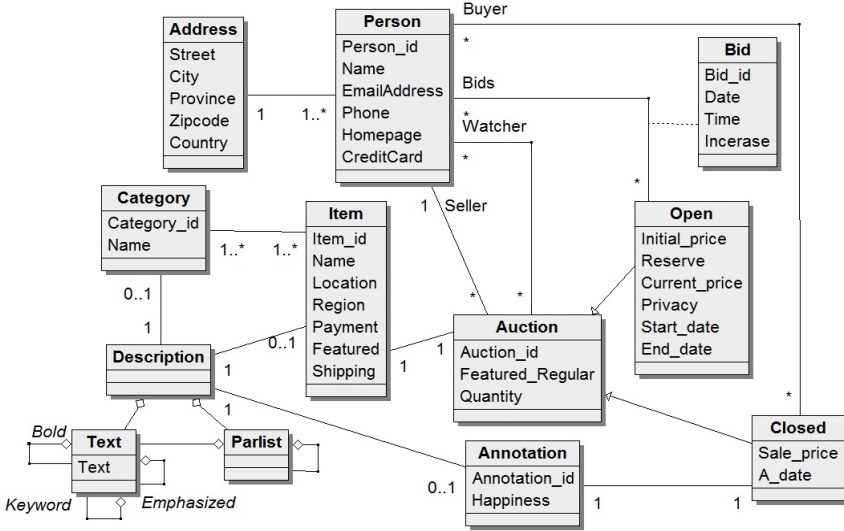 Address
Street
City
Province
Zipcode
Country
Person
Person_id
Name
EmailAddress
Phone
Homepage
CreditCard
Buyer
*
Bids
*
Watcher
*
Bid
Bid_id
Date
Time
Incerase
1
1..*
1
Seller
*
*
*
Category
Category_id
Name
1..*
1..*
Item
Item_id
Name
Location
Region
Payment
Featured
Shipping
Open
Initial_price
Reserve
Current_price
Privacy
Start_date
End_date
0..1
1
Description
1
0..1
1
1
Auction
Auction_id
Featured_Regular
Quantity
*
1
Bold
Text
Text
Keyword
Emphasized
Parlist
0..1
Annotation
Annotation_id
Happiness
1
1
Closed
Sale_price
A_date